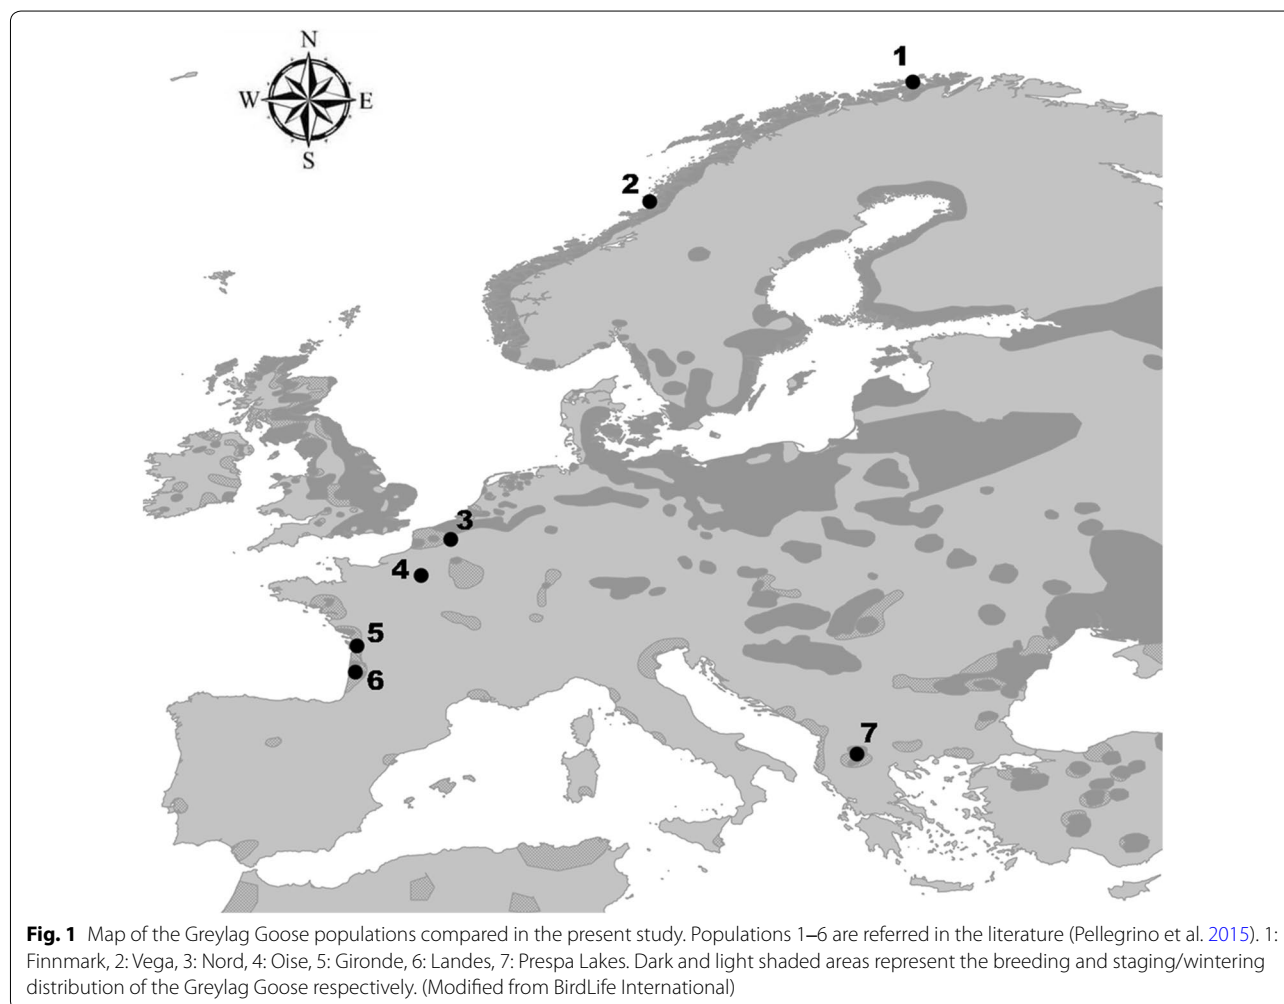 N
W E
S
1
2
3
4
5
6
7
Fig. 1 Map of the Greylag Goose populations compared in the present study. Populations 1–6 are referred in the literature (Pellegrino et al. 2015). 1:
Finnmark, 2: Vega, 3: Nord, 4: Oise, 5: Gironde, 6: Landes, 7: Prespa Lakes. Dark and light shaded areas represent the breeding and staging/wintering
distribution of the Greylag Goose respectively. (Modified from BirdLife International)